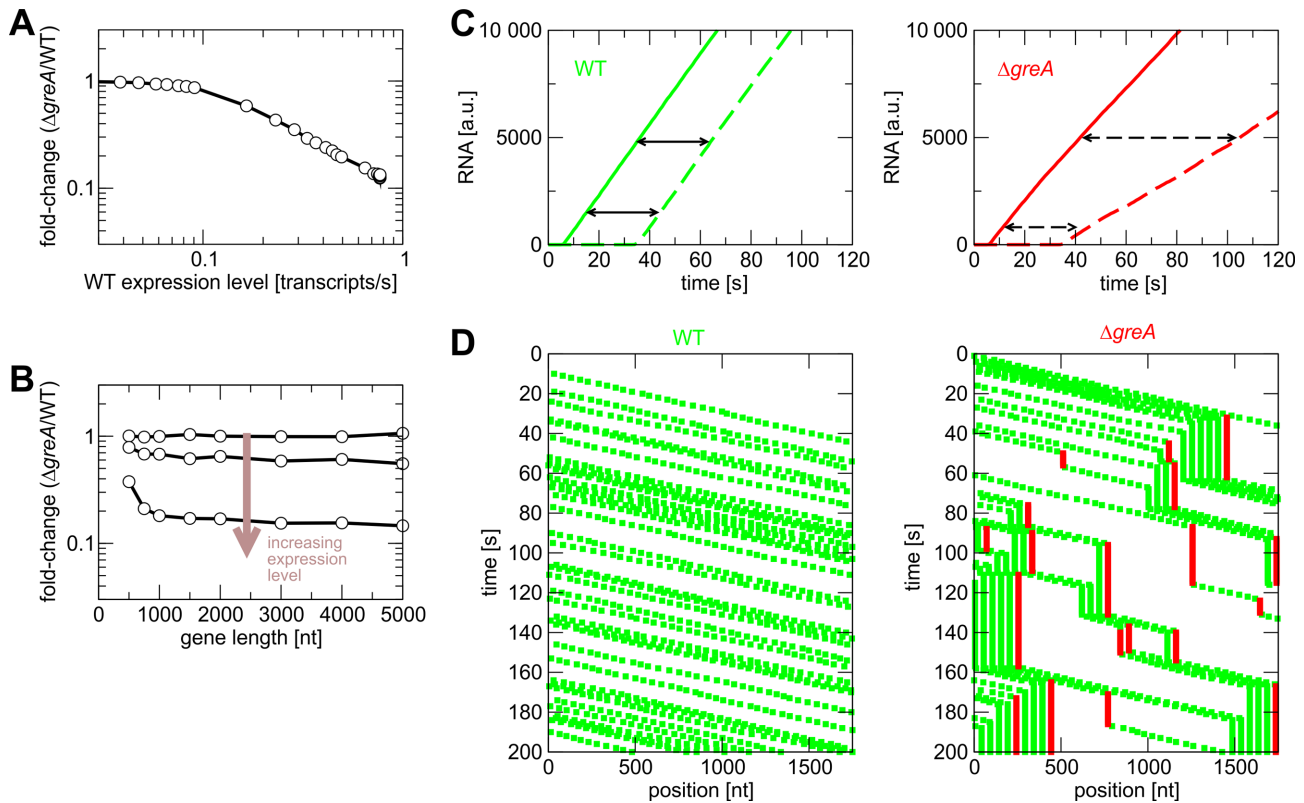 A
fold-change (ΔgreA/WT)
1
0.1
0.1
1
WT expression level [transcripts/s]
B
fold-change (ΔgreA/WT)
1
0.1
increasing
expression
level
0 1000 2000 3000 4000 5000
gene length [nt]
C
RNA [a.u.]
10 000
5000
0
WT
0 20 40 60 80 100 120
time [s]
RNA [a.u.]
10 000
5000
0
ΔgreA
0 20 40 60 80 100 120
time [s]
D
WT
time [s]
0
20
40
60
80
100
120
140
160
180
200
0 500 1000 1500
position [nt]
ΔgreA
time [s]
0
20
40
60
80
100
120
140
160
180
200
0 500 1000 1500
position [nt]